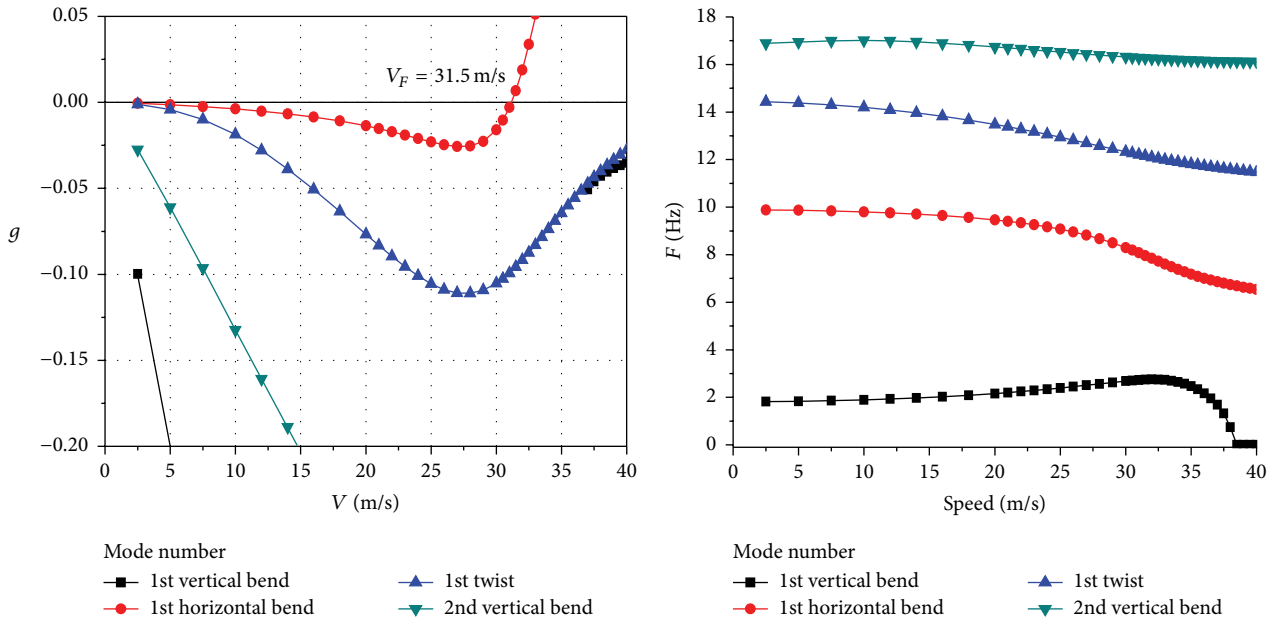 0.05
0.00
−0.05
−0.10
−0.15
−0.20
g
V_F = 31.5 m/s
0 5 10 15 20 25 30 35 40
V (m/s)
Mode number
1st vertical bend 1st twist
1st horizontal bend 2nd vertical bend
18
16
14
12
10
8
6
4
2
0
F (Hz)
0 5 10 15 20 25 30 35 40
Speed (m/s)
Mode number
1st vertical bend 1st twist
1st horizontal bend 2nd vertical bend